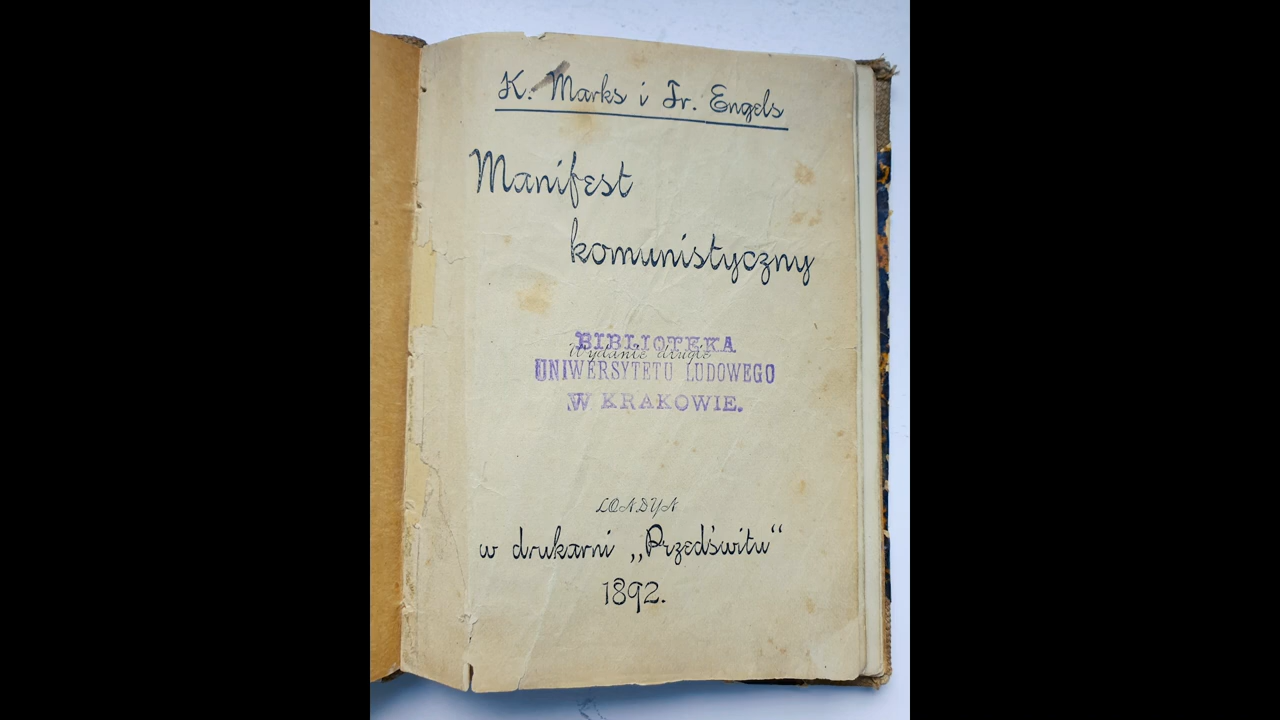 K. Marks i Fr. Engels
Manifest
komunistyczny
BIBLIOTEKA
Wydanie drugie
UNIWERSYTETU LUDOWEGO
W KRAKOWIE.
LONDYN
w drukarni „Przedświtu“
1892.